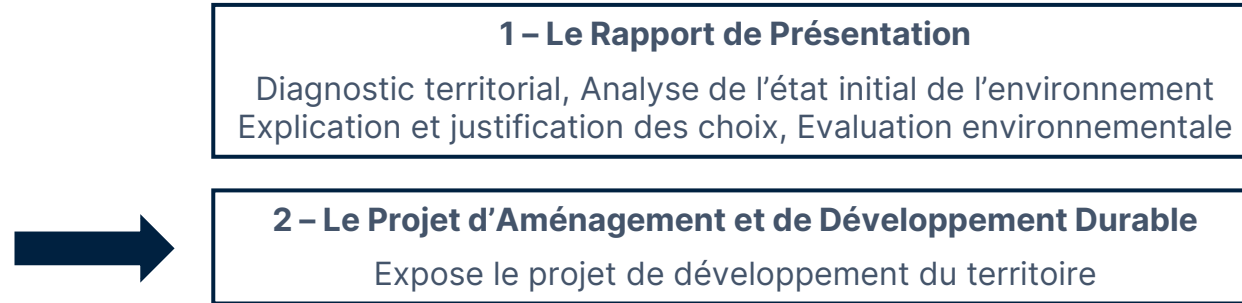 1 – Le Rapport de Présentation
Diagnostic territorial, Analyse de l’état initial de l’environnement
Explication et justification des choix, Evaluation environnementale
2 – Le Projet d’Aménagement et de Développement Durable
Expose le projet de développement du territoire